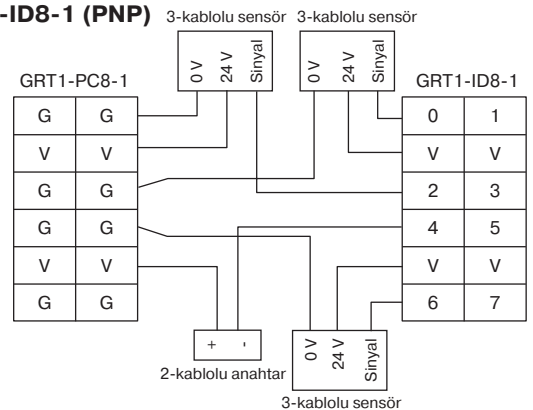 -ID8-1 (PNP)
3-kablolu sensör
3-kablolu sensör
0 V
24 V
Sinyal
0 V
24 V
Sinyal
GRT1-PC8-1
GRT1-ID8-1
G G
V V
G G
G G
V V
G G
0 1
V V
2 3
4 5
V V
6 7
+ -
2-kablolu anahtar
0 V
24 V
Sinyal
3-kablolu sensör